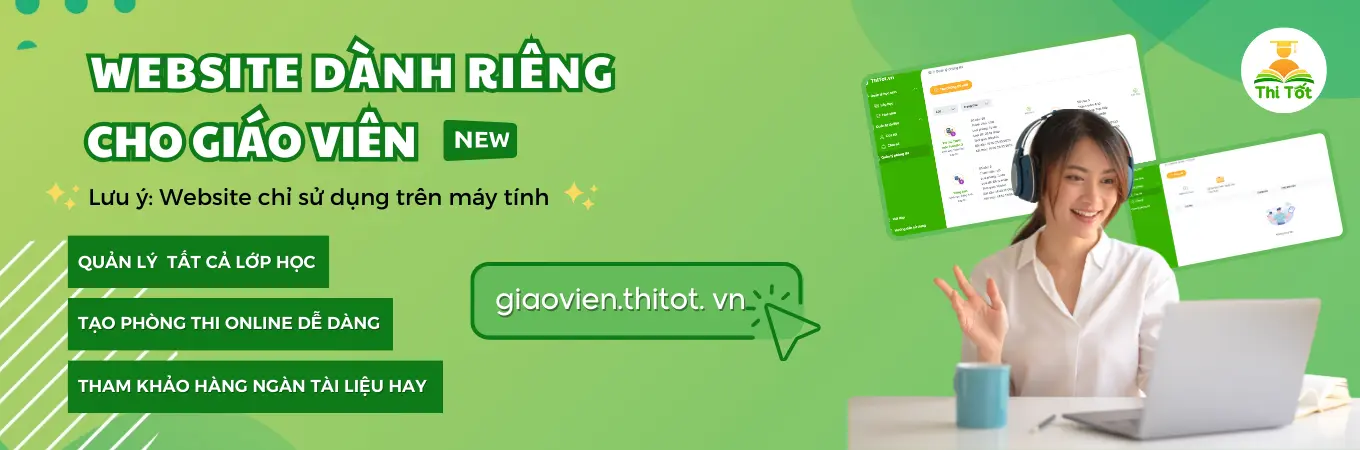 WEBSITE DÀNH RIÊNG
CHO GIÁO VIÊN NEW
Lưu ý: Website chỉ sử dụng trên máy tính
QUẢN LÝ TẤT CẢ LỚP HỌC
TẠO PHÒNG THI ONLINE DỄ DÀNG
THAM KHẢO HÀNG NGÀN TÀI LIỆU HAY
giaovien.thitot. vn
ThiTot.vn
Thi Tốt